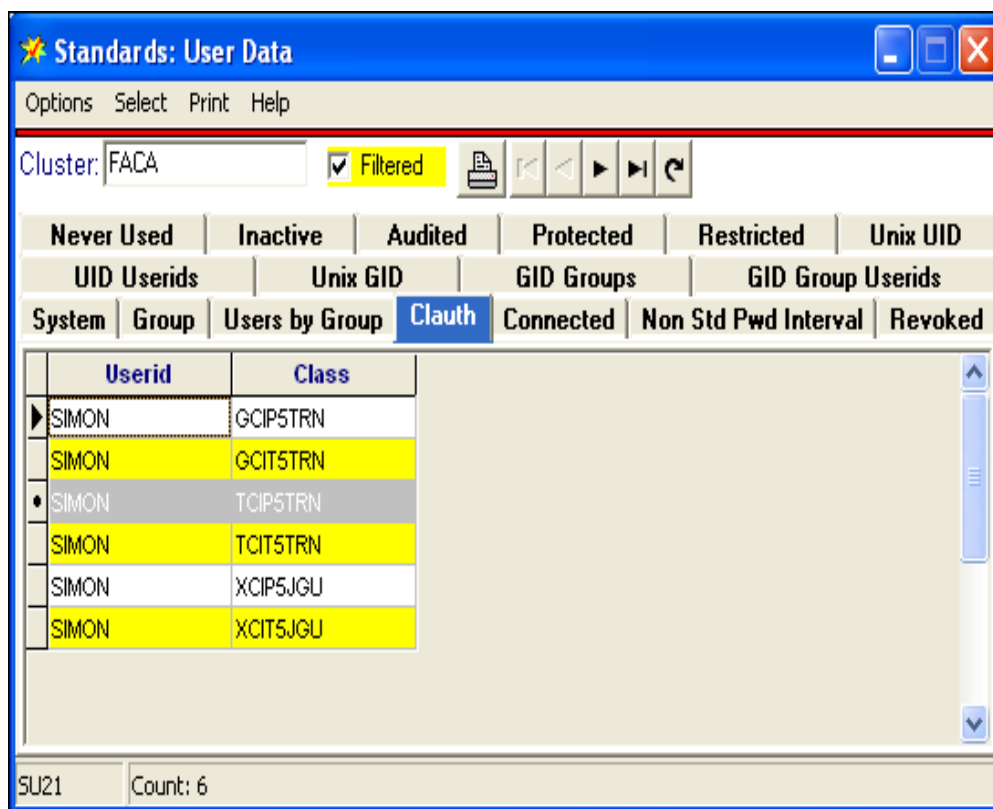 Standards: User Data
Options Select Print Help
Cluster: FACA Filtered
Never Used Inactive Audited Protected Restricted Unix UID
UID Userids Unix GID GID Groups GID Group Userids
System Group Users by Group Clauth Connected Non Std Pwd Interval Revoked
Userid Class
SIMON GCIP5TRN
SIMON GCIT5TRN
SIMON TCIP5TRN
SIMON TCIT5TRN
SIMON XCIP5JGU
SIMON XCIT5JGU
SU21 Count: 6